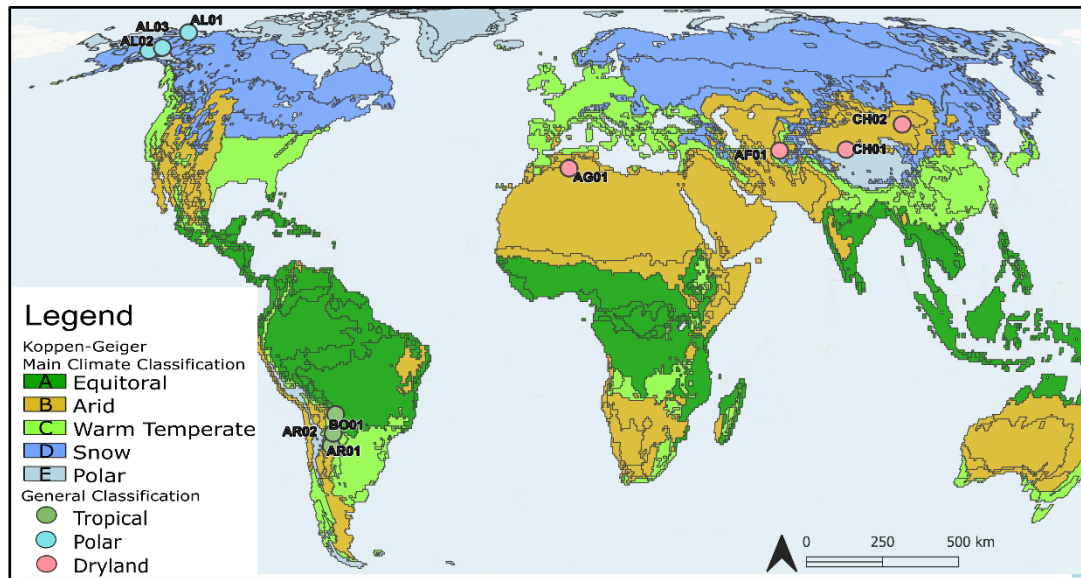 AL03
AL01
AL02
CH02
AF01
CH01
AG01
BO01
AR02
AR01
Legend
Koppen-Geiger
Main Climate Classification
A Equitoral
B Arid
C Warm Temperate
D Snow
E Polar
General Classification
Tropical
Polar
Dryland
0 250 500 km